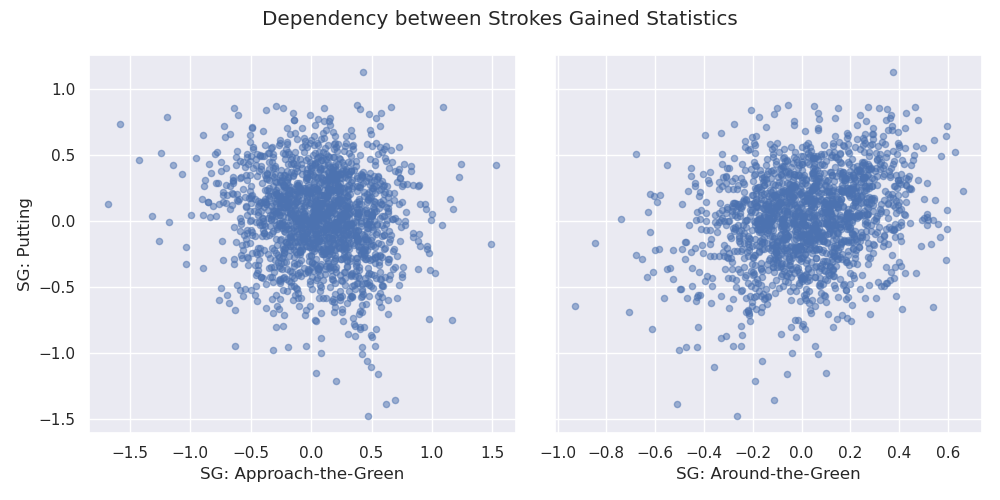 Dependency between Strokes Gained Statistics
SG: Putting
1.0
0.5
0.0
−0.5
−1.0
−1.5
−1.5 −1.0 −0.5 0.0 0.5 1.0 1.5
SG: Approach-the-Green
−1.0 −0.8 −0.6 −0.4 −0.2 0.0 0.2 0.4 0.6
SG: Around-the-Green